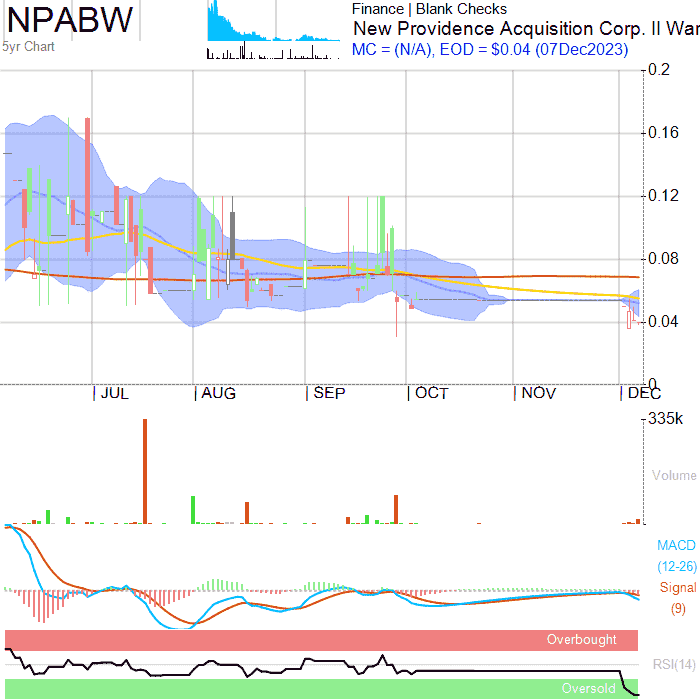 NPABW
5yr Chart
Finance | Blank Checks
New Providence Acquisition Corp. II War
MC = (N/A), EOD = $0.04 (07Dec2023)
0.2
0.16
0.12
0.08
0.04
0
JUL AUG SEP OCT NOV DEC
335k
Volume
MACD
(12-26)
Signal
(9)
Overbought
RSI(14)
Oversold